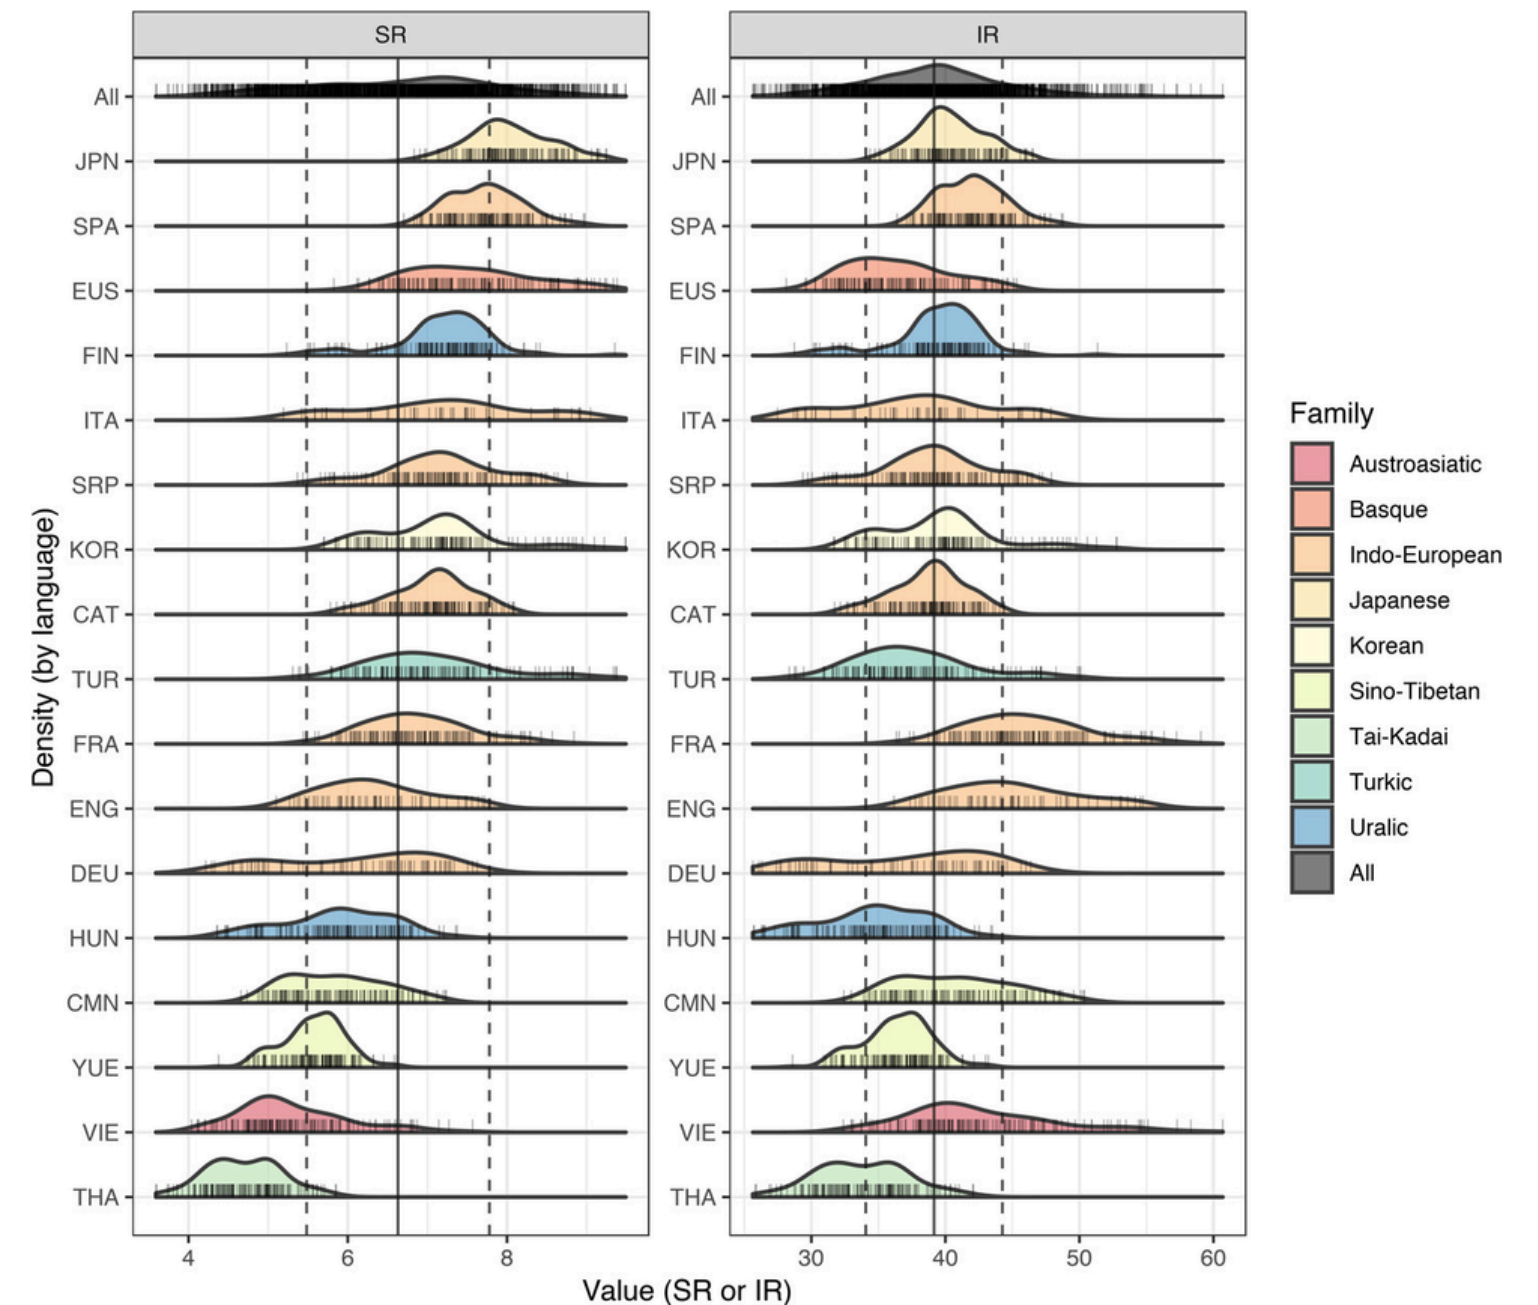 SR
IR
All
JPN
SPA
EUS
FIN
ITA
SRP
KOR
CAT
TUR
FRA
ENG
DEU
HUN
CMN
YUE
VIE
THA
All
JPN
SPA
EUS
FIN
ITA
SRP
KOR
CAT
TUR
FRA
ENG
DEU
HUN
CMN
YUE
VIE
THA
Density (by language)
4 6 8
30 40 50 60
Value (SR or IR)
Family
Austroasiatic
Basque
Indo-European
Japanese
Korean
Sino-Tibetan
Tai-Kadai
Turkic
Uralic
All